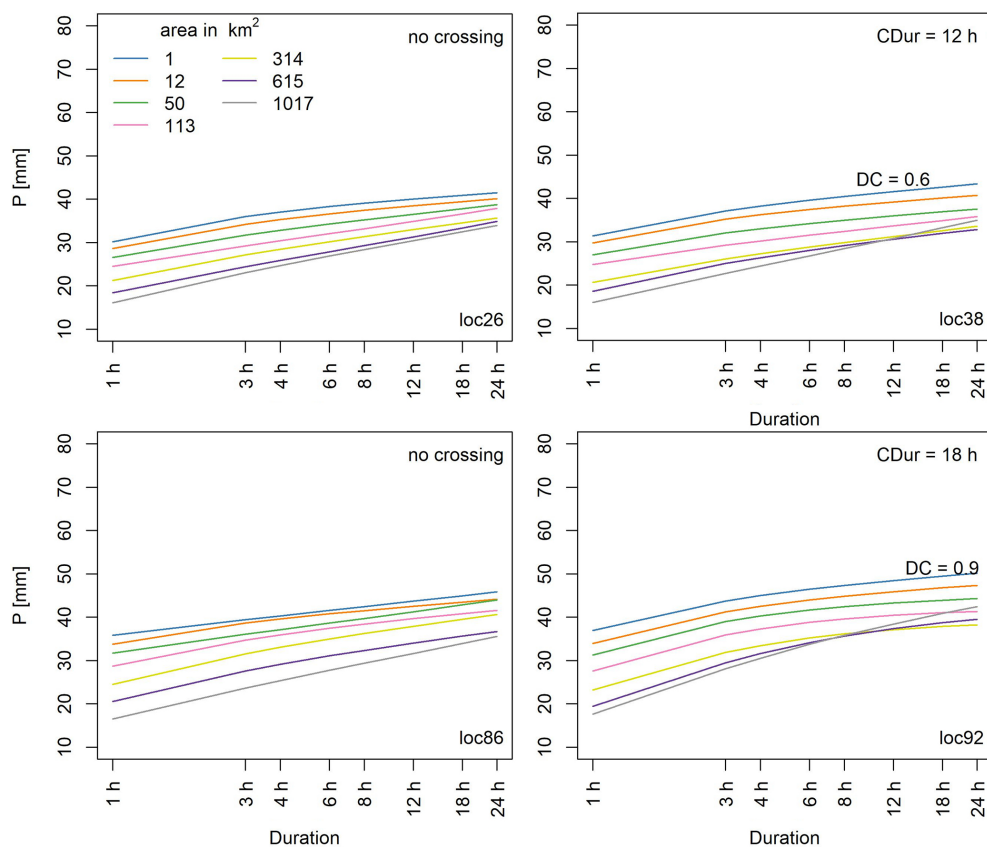 area in km²
1
12
50
113
314
615
1017
no crossing
P [mm]
80
70
60
50
40
30
20
10
loc26
1 h
3 h
4 h
6 h
8 h
12 h
18 h
24 h
CDur = 12 h
DC = 0.6
80
70
60
50
40
30
20
10
loc38
1 h
3 h
4 h
6 h
8 h
12 h
18 h
24 h
Duration
no crossing
P [mm]
80
70
60
50
40
30
20
10
loc86
1 h
3 h
4 h
6 h
8 h
12 h
18 h
24 h
Duration
CDur = 18 h
DC = 0.9
80
70
60
50
40
30
20
10
loc92
1 h
3 h
4 h
6 h
8 h
12 h
18 h
24 h
Duration